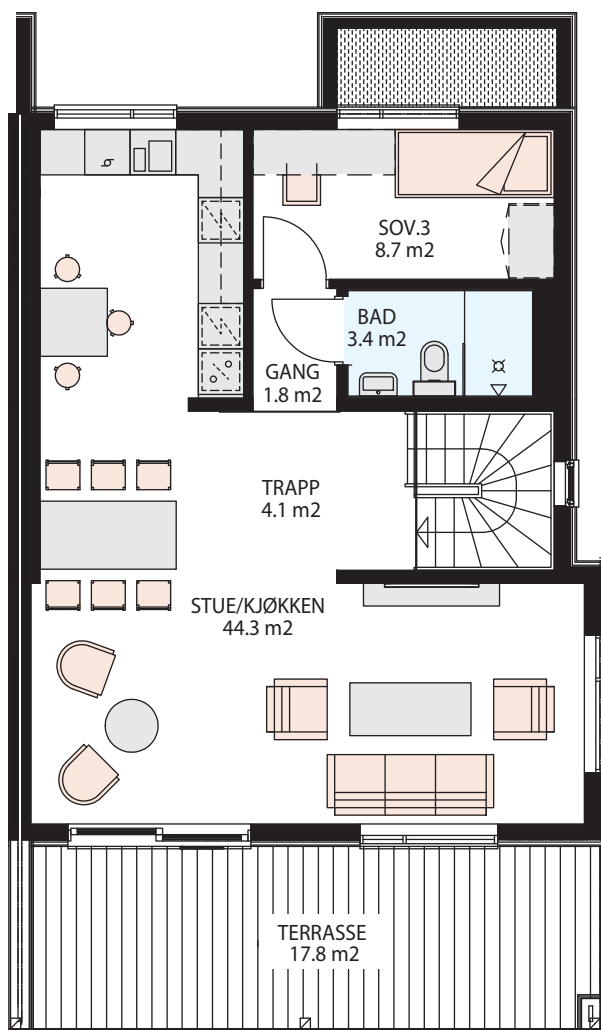 SOV.3
8.7 m2
BAD
3.4 m2
GANG
1.8 m2
TRAPP
4.1 m2
STUE/KJØKKEN
44.3 m2
TERRASSE
17.8 m2